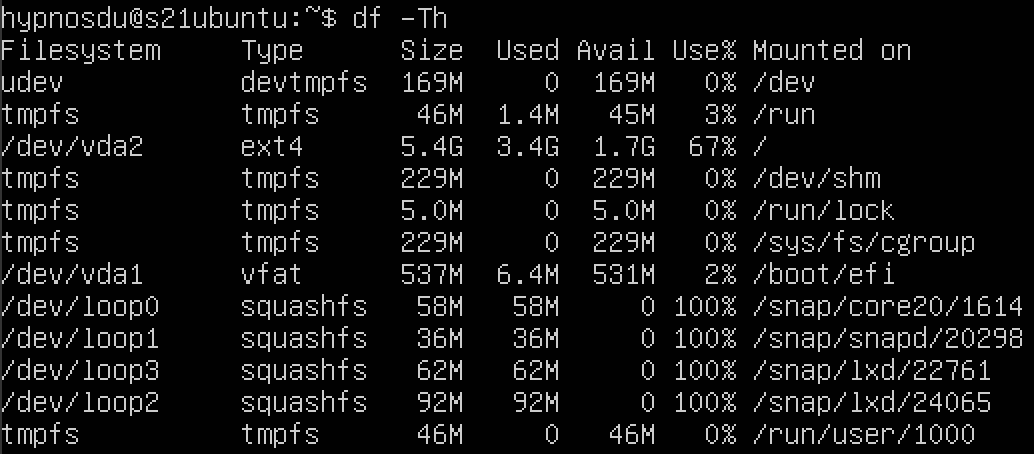 hypnosdu@s21ubuntu:~$ df -Th
Filesystem     Type      Size  Used Avail Use% Mounted on
udev           devtmpfs  169M     0  169M   0% /dev
tmpfs          tmpfs      46M  1.4M   45M   3% /run
/dev/vda2      ext4      5.4G  3.4G  1.7G  67% /
tmpfs          tmpfs     229M     0  229M   0% /dev/shm
tmpfs          tmpfs     5.0M     0  5.0M   0% /run/lock
tmpfs          tmpfs     229M     0  229M   0% /sys/fs/cgroup
/dev/vda1      vfat      537M  6.4M  531M   2% /boot/efi
/dev/loop0     squashfs   58M   58M     0 100% /snap/core20/1614
/dev/loop1     squashfs   36M   36M     0 100% /snap/snapd/20298
/dev/loop3     squashfs   62M   62M     0 100% /snap/lxd/22761
/dev/loop2     squashfs   92M   92M     0 100% /snap/lxd/24065
tmpfs          tmpfs      46M     0   46M   0% /run/user/1000